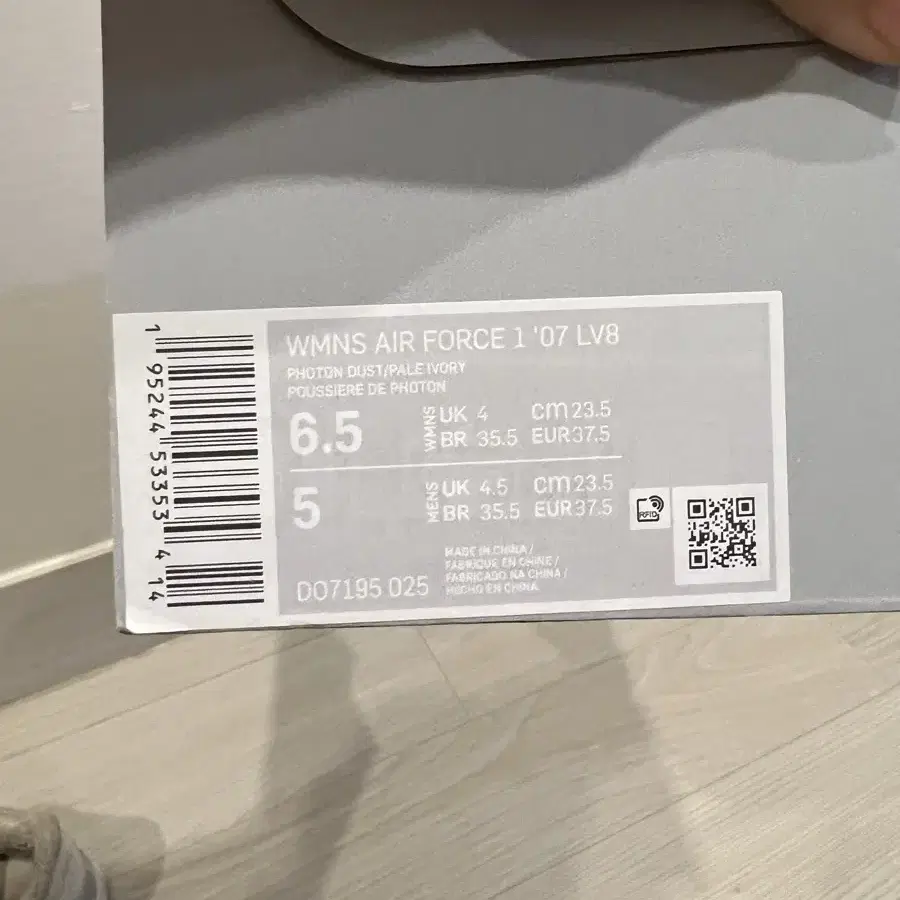 1 95244 53353 4 14
WMNS AIR FORCE 1 '07 LV8
PHOTON DUST/PALE IVORY
POUSSIERE DE PHOTON
6.5 WMNS UK 4 cm 23.5
BR 35.5 EUR 37.5
5 MENS UK 4.5 cm 23.5
BR 35.5 EUR 37.5
RFID
MADE IN CHINA /
FABRIQUE EN CHINE /
FABRICADO NA CHINA /
HECHO EN CHINA
DO7195 025